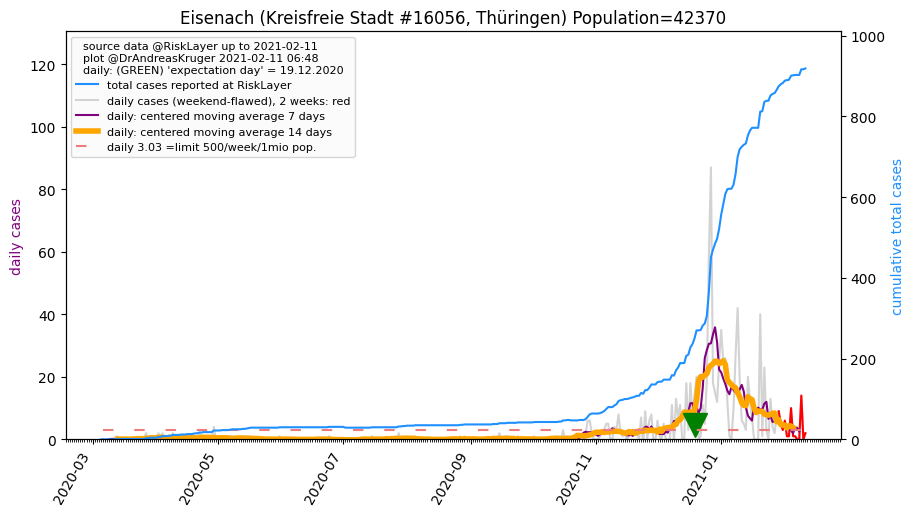 Eisenach (Kreisfreie Stadt #16056, Thüringen) Population=42370
source data @RiskLayer up to 2021-02-11
plot @DrAndreasKruger 2021-02-11 06:48
daily: (GREEN) 'expectation day' = 19.12.2020
total cases reported at RiskLayer
daily cases (weekend-flawed), 2 weeks: red
daily: centered moving average 7 days
daily: centered moving average 14 days
daily 3.03 =limit 500/week/1mio pop.
daily cases
120
100
80
60
40
20
0
cumulative total cases
1000
800
600
400
200
0
2020-03
2020-05
2020-07
2020-09
2020-11
2021-01